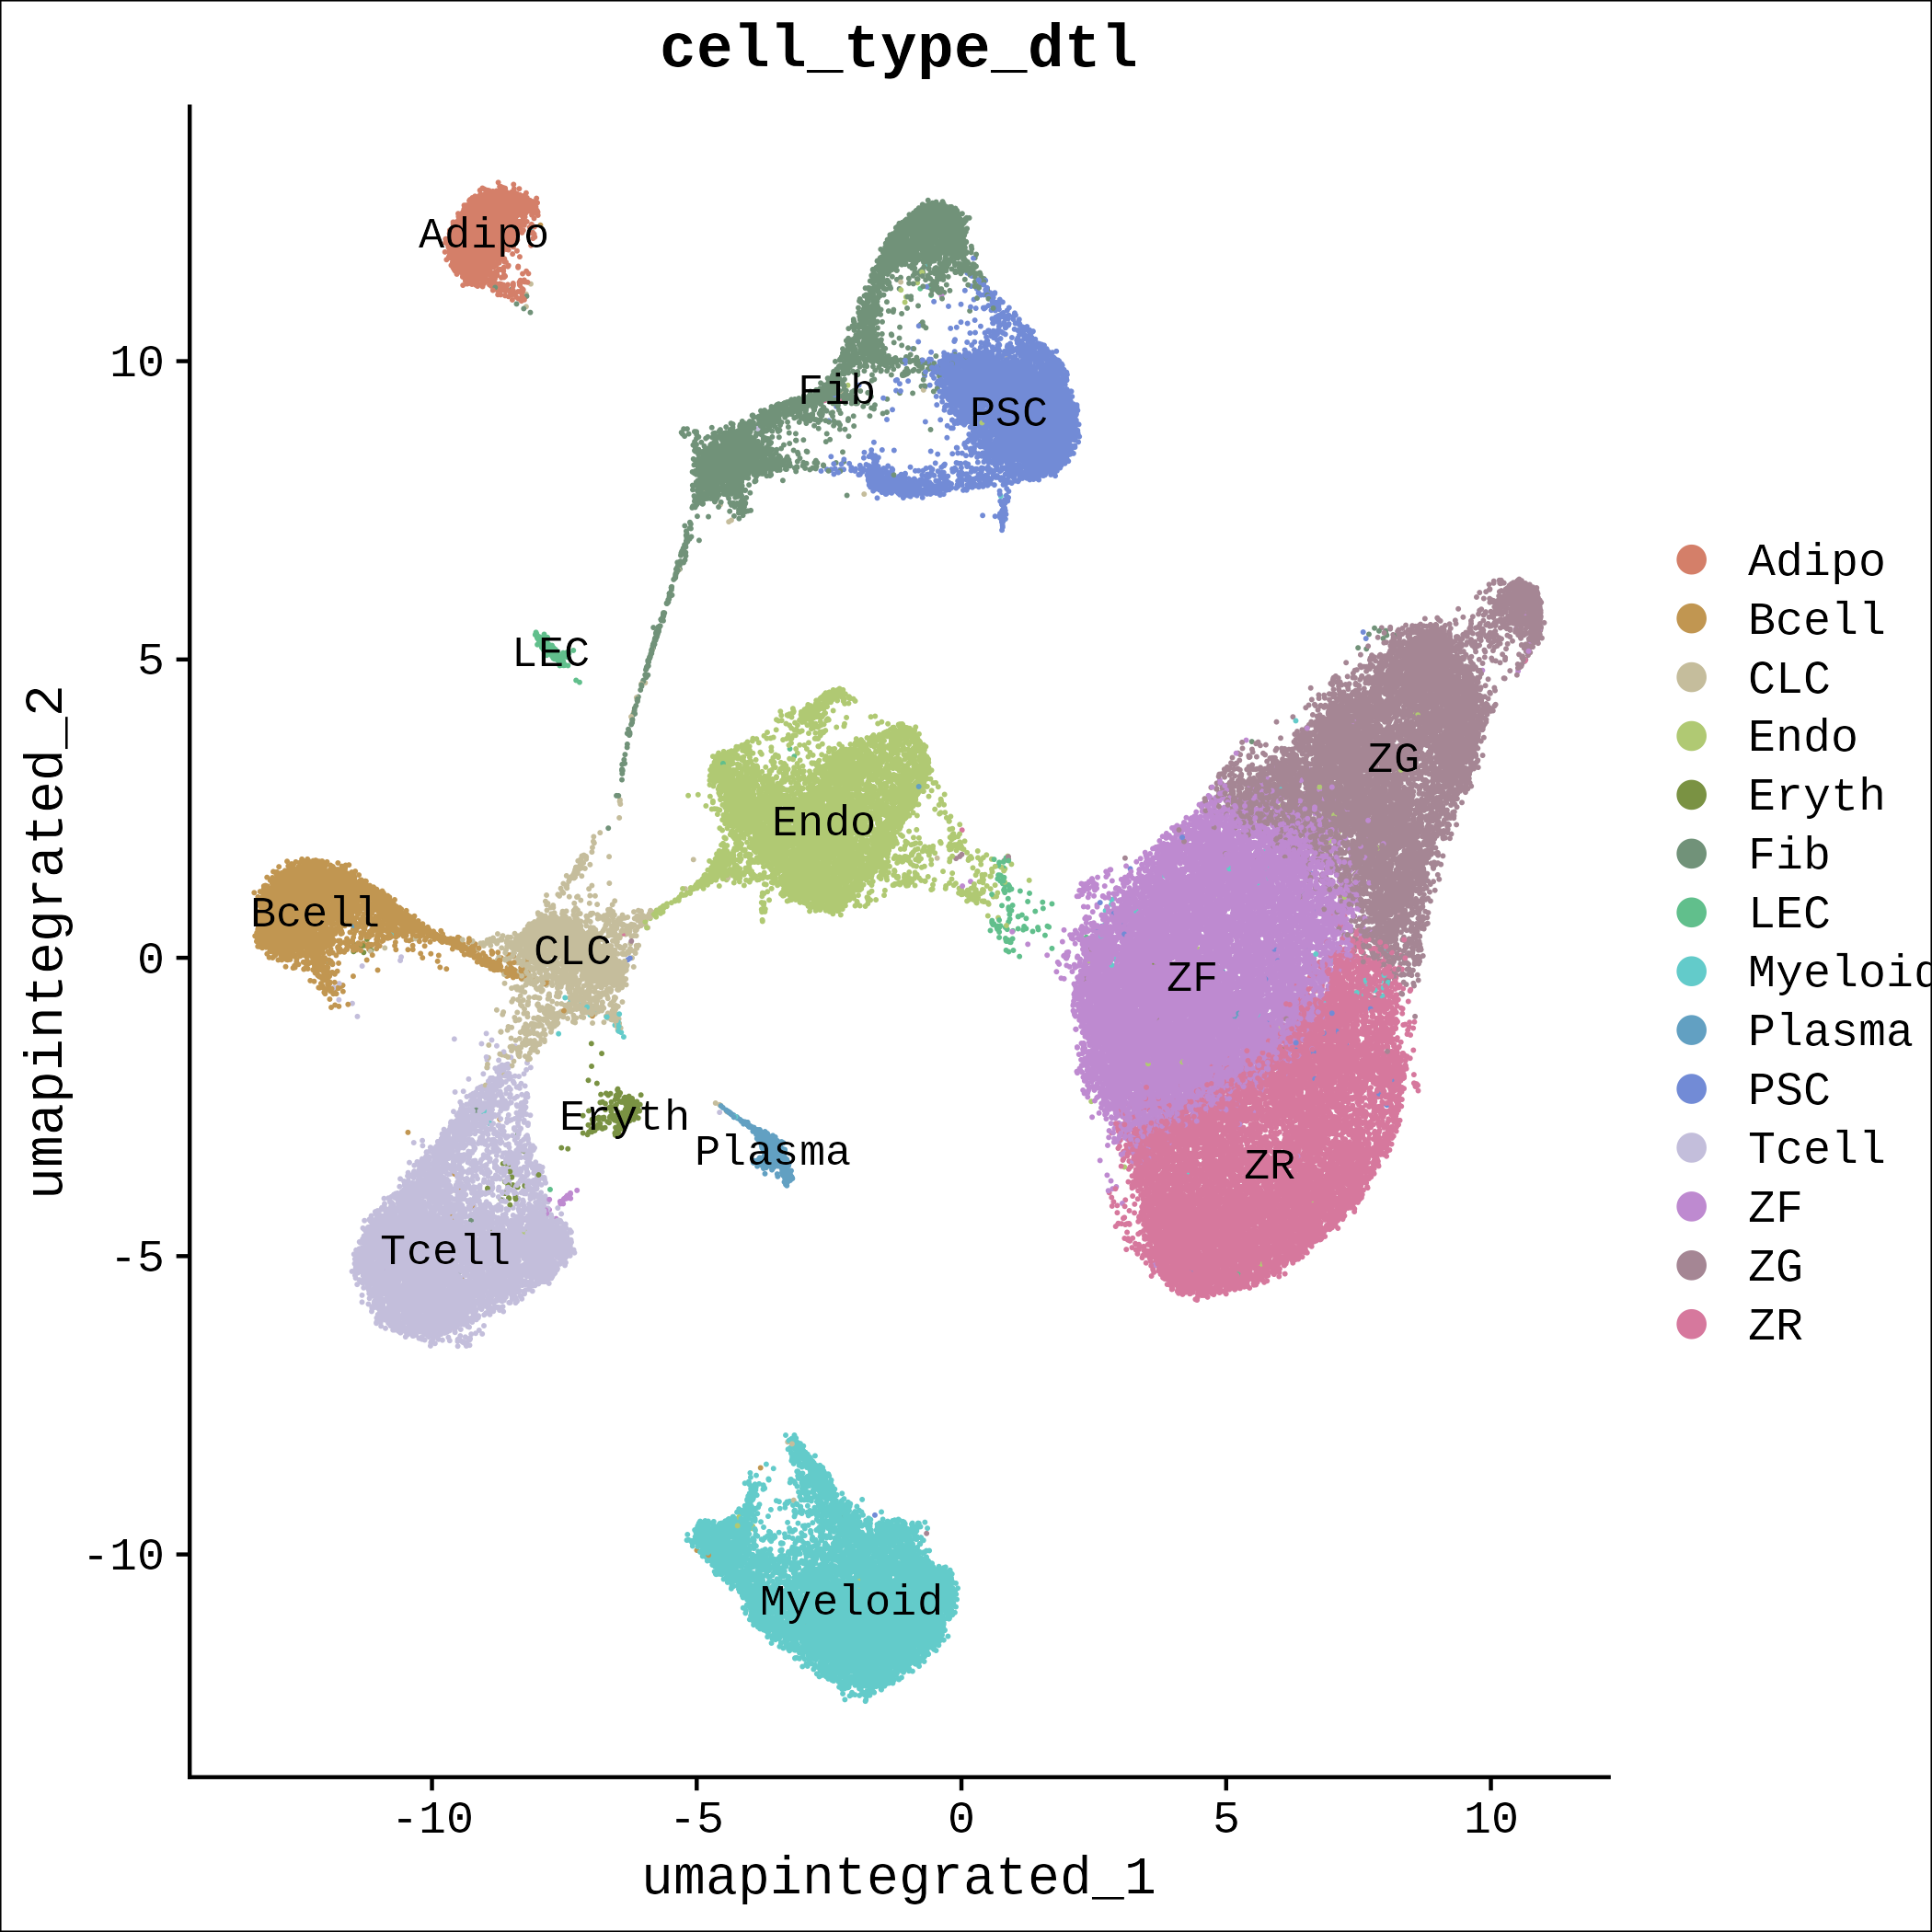 cell_type_dtl
Adipo
Fib
PSC
LEC
ZG
Endo
Bcell
CLC
ZF
Eryth
Plasma
ZR
Tcell
Myeloid
10
5
0
-5
-10
umapintegrated_2
-10
-5
0
5
10
umapintegrated_1
Adipo
Bcell
CLC
Endo
Eryth
Fib
LEC
Myeloid
Plasma
PSC
Tcell
ZF
ZG
ZR